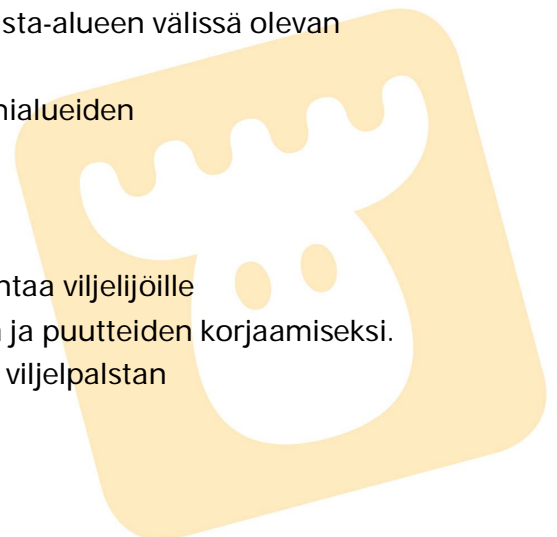 sta-alueen välissä olevan
nialueiden
ntaa viljelijöille
ja puutteiden korjaamiseksi.
viljelpalstan